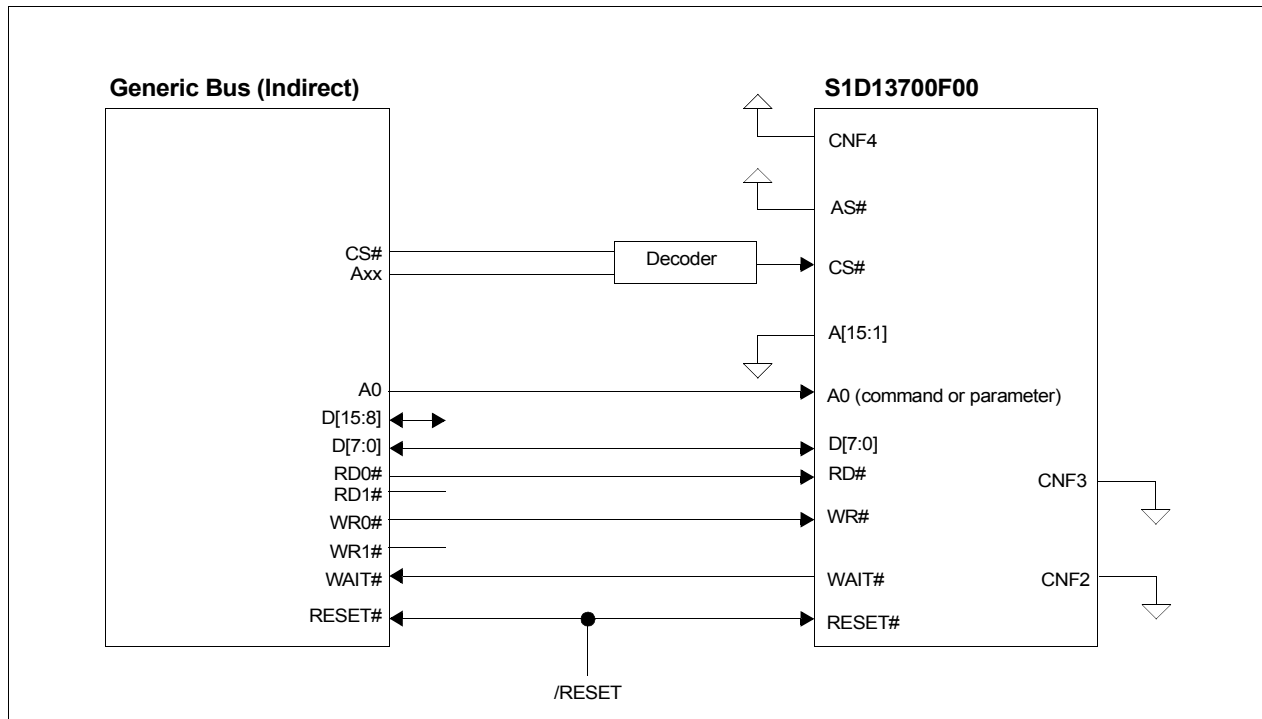 Generic Bus (Indirect)
S1D13700F00
CNF4
AS#
CS#
Axx
Decoder
CS#
A[15:1]
A0
A0 (command or parameter)
D[15:8]
D[7:0]
D[7:0]
RD0#
RD#
RD1#
CNF3
WR0#
WR#
WR1#
WAIT#
WAIT#
CNF2
RESET#
RESET#
/RESET